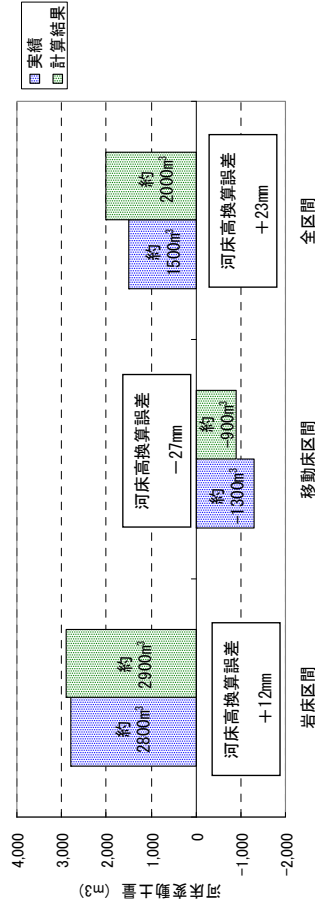 実績
計算結果
河床変動土量 (m3)
4,000
3,000
2,000
1,000
0
-1,000
-2,000
約
2800m³
約
2900m³
河床高換算誤差
+12mm
岩床区間
河床高換算誤差
-27mm
約
-1300m³
約
-900m³
移動床区間
約
1500m³
約
2000m³
河床高換算誤差
+23mm
全区間